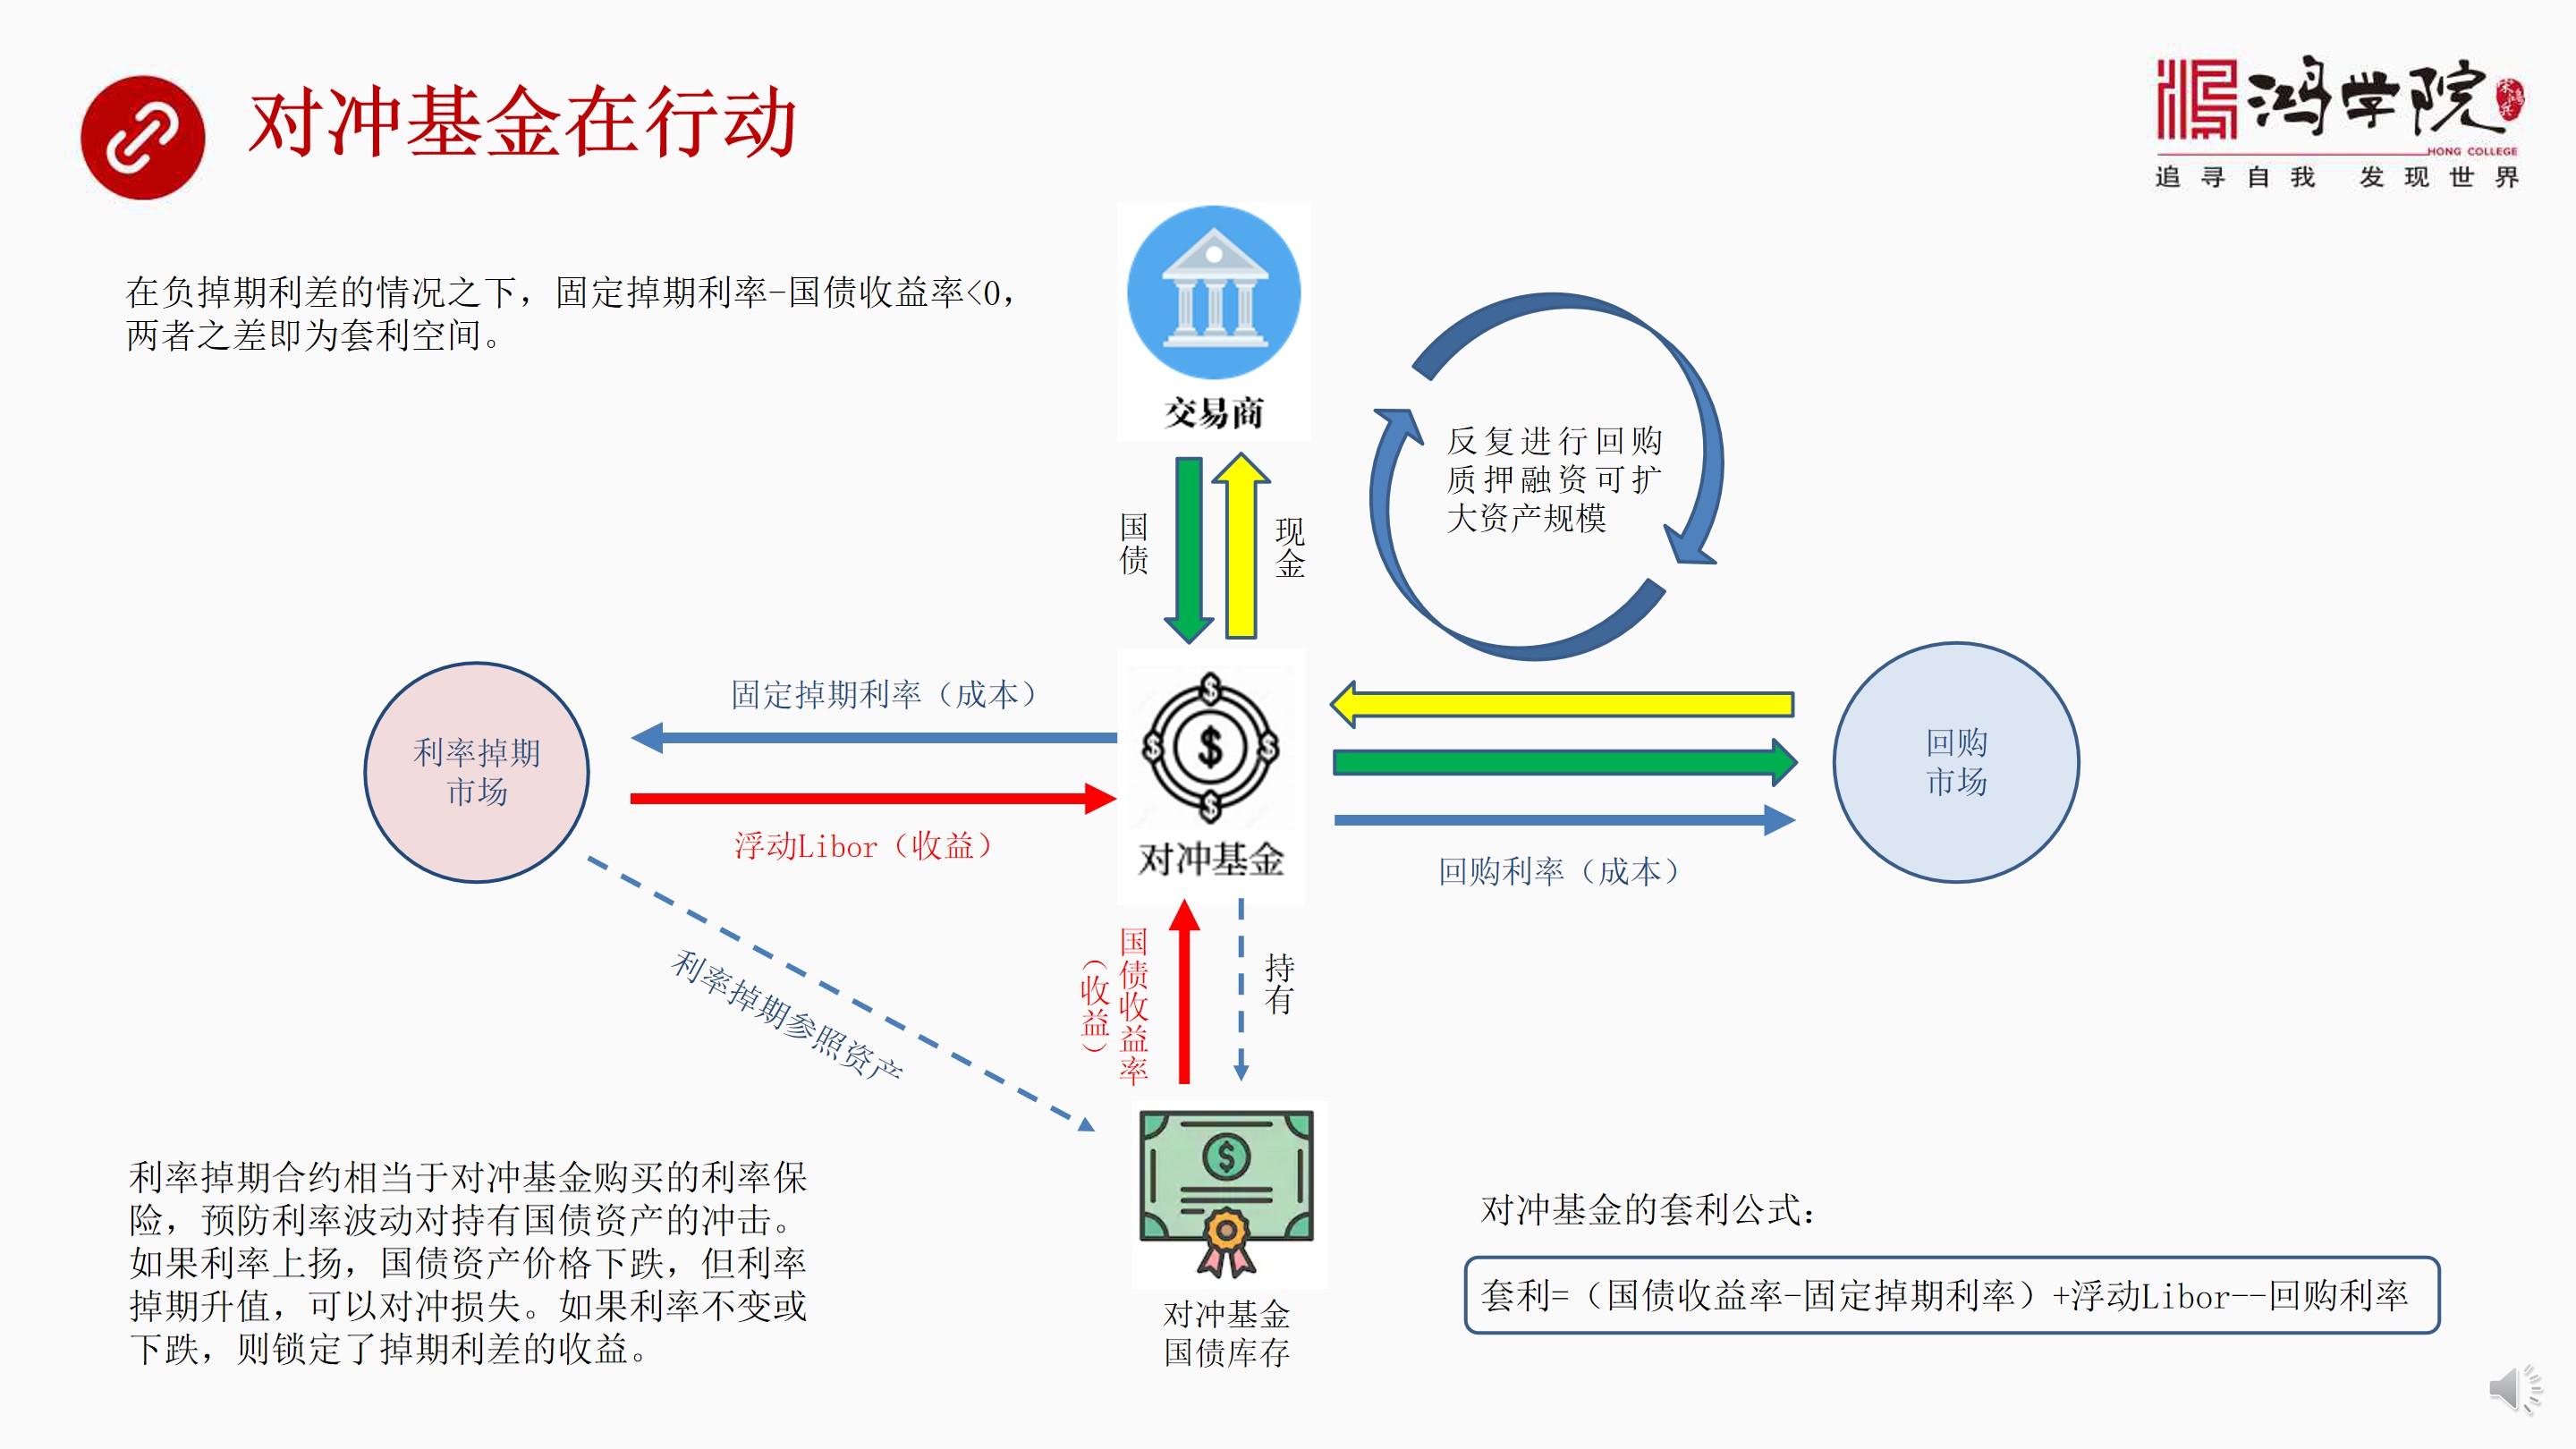 对冲基金在行动
鸿学院
HONG COLLEGE
追寻自我 发现世界
在负掉期利差的情况之下，固定掉期利率-国债收益率<0，
两者之差即为套利空间。
交易商
反复进行回购
质押融资可扩
大资产规模
国债
现金
固定掉期利率（成本）
利率掉期
市场
浮动Libor（收益）
对冲基金
回购
市场
回购利率（成本）
利率掉期参照资产
国债收益率
（收益）
持有
利率掉期合约相当于对冲基金购买的利率保
险，预防利率波动对持有国债资产的冲击。
如果利率上扬，国债资产价格下跌，但利率
掉期升值，可以对冲损失。如果利率不变或
下跌，则锁定了掉期利差的收益。
对冲基金
国债库存
对冲基金的套利公式：
套利=（国债收益率-固定掉期利率）+浮动Libor--回购利率